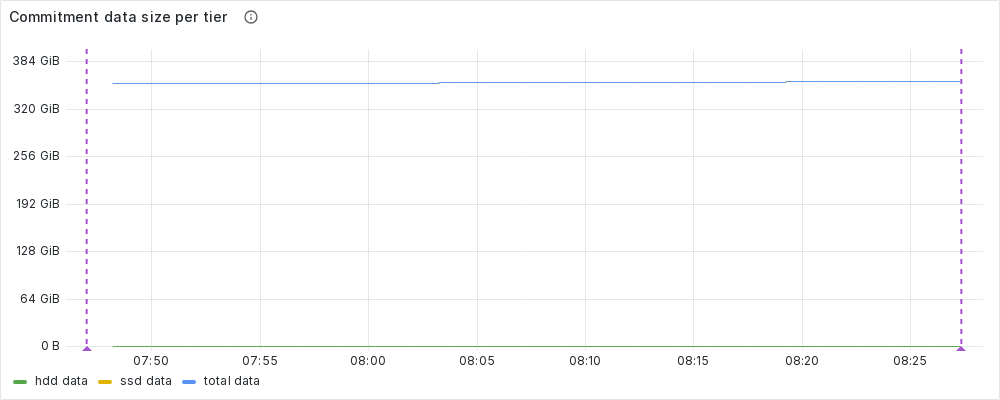 Commitment data size per tier
384 GiB
320 GiB
256 GiB
192 GiB
128 GiB
64 GiB
0 B
07:50 07:55 08:00 08:05 08:10 08:15 08:20 08:25
hdd data ssd data total data